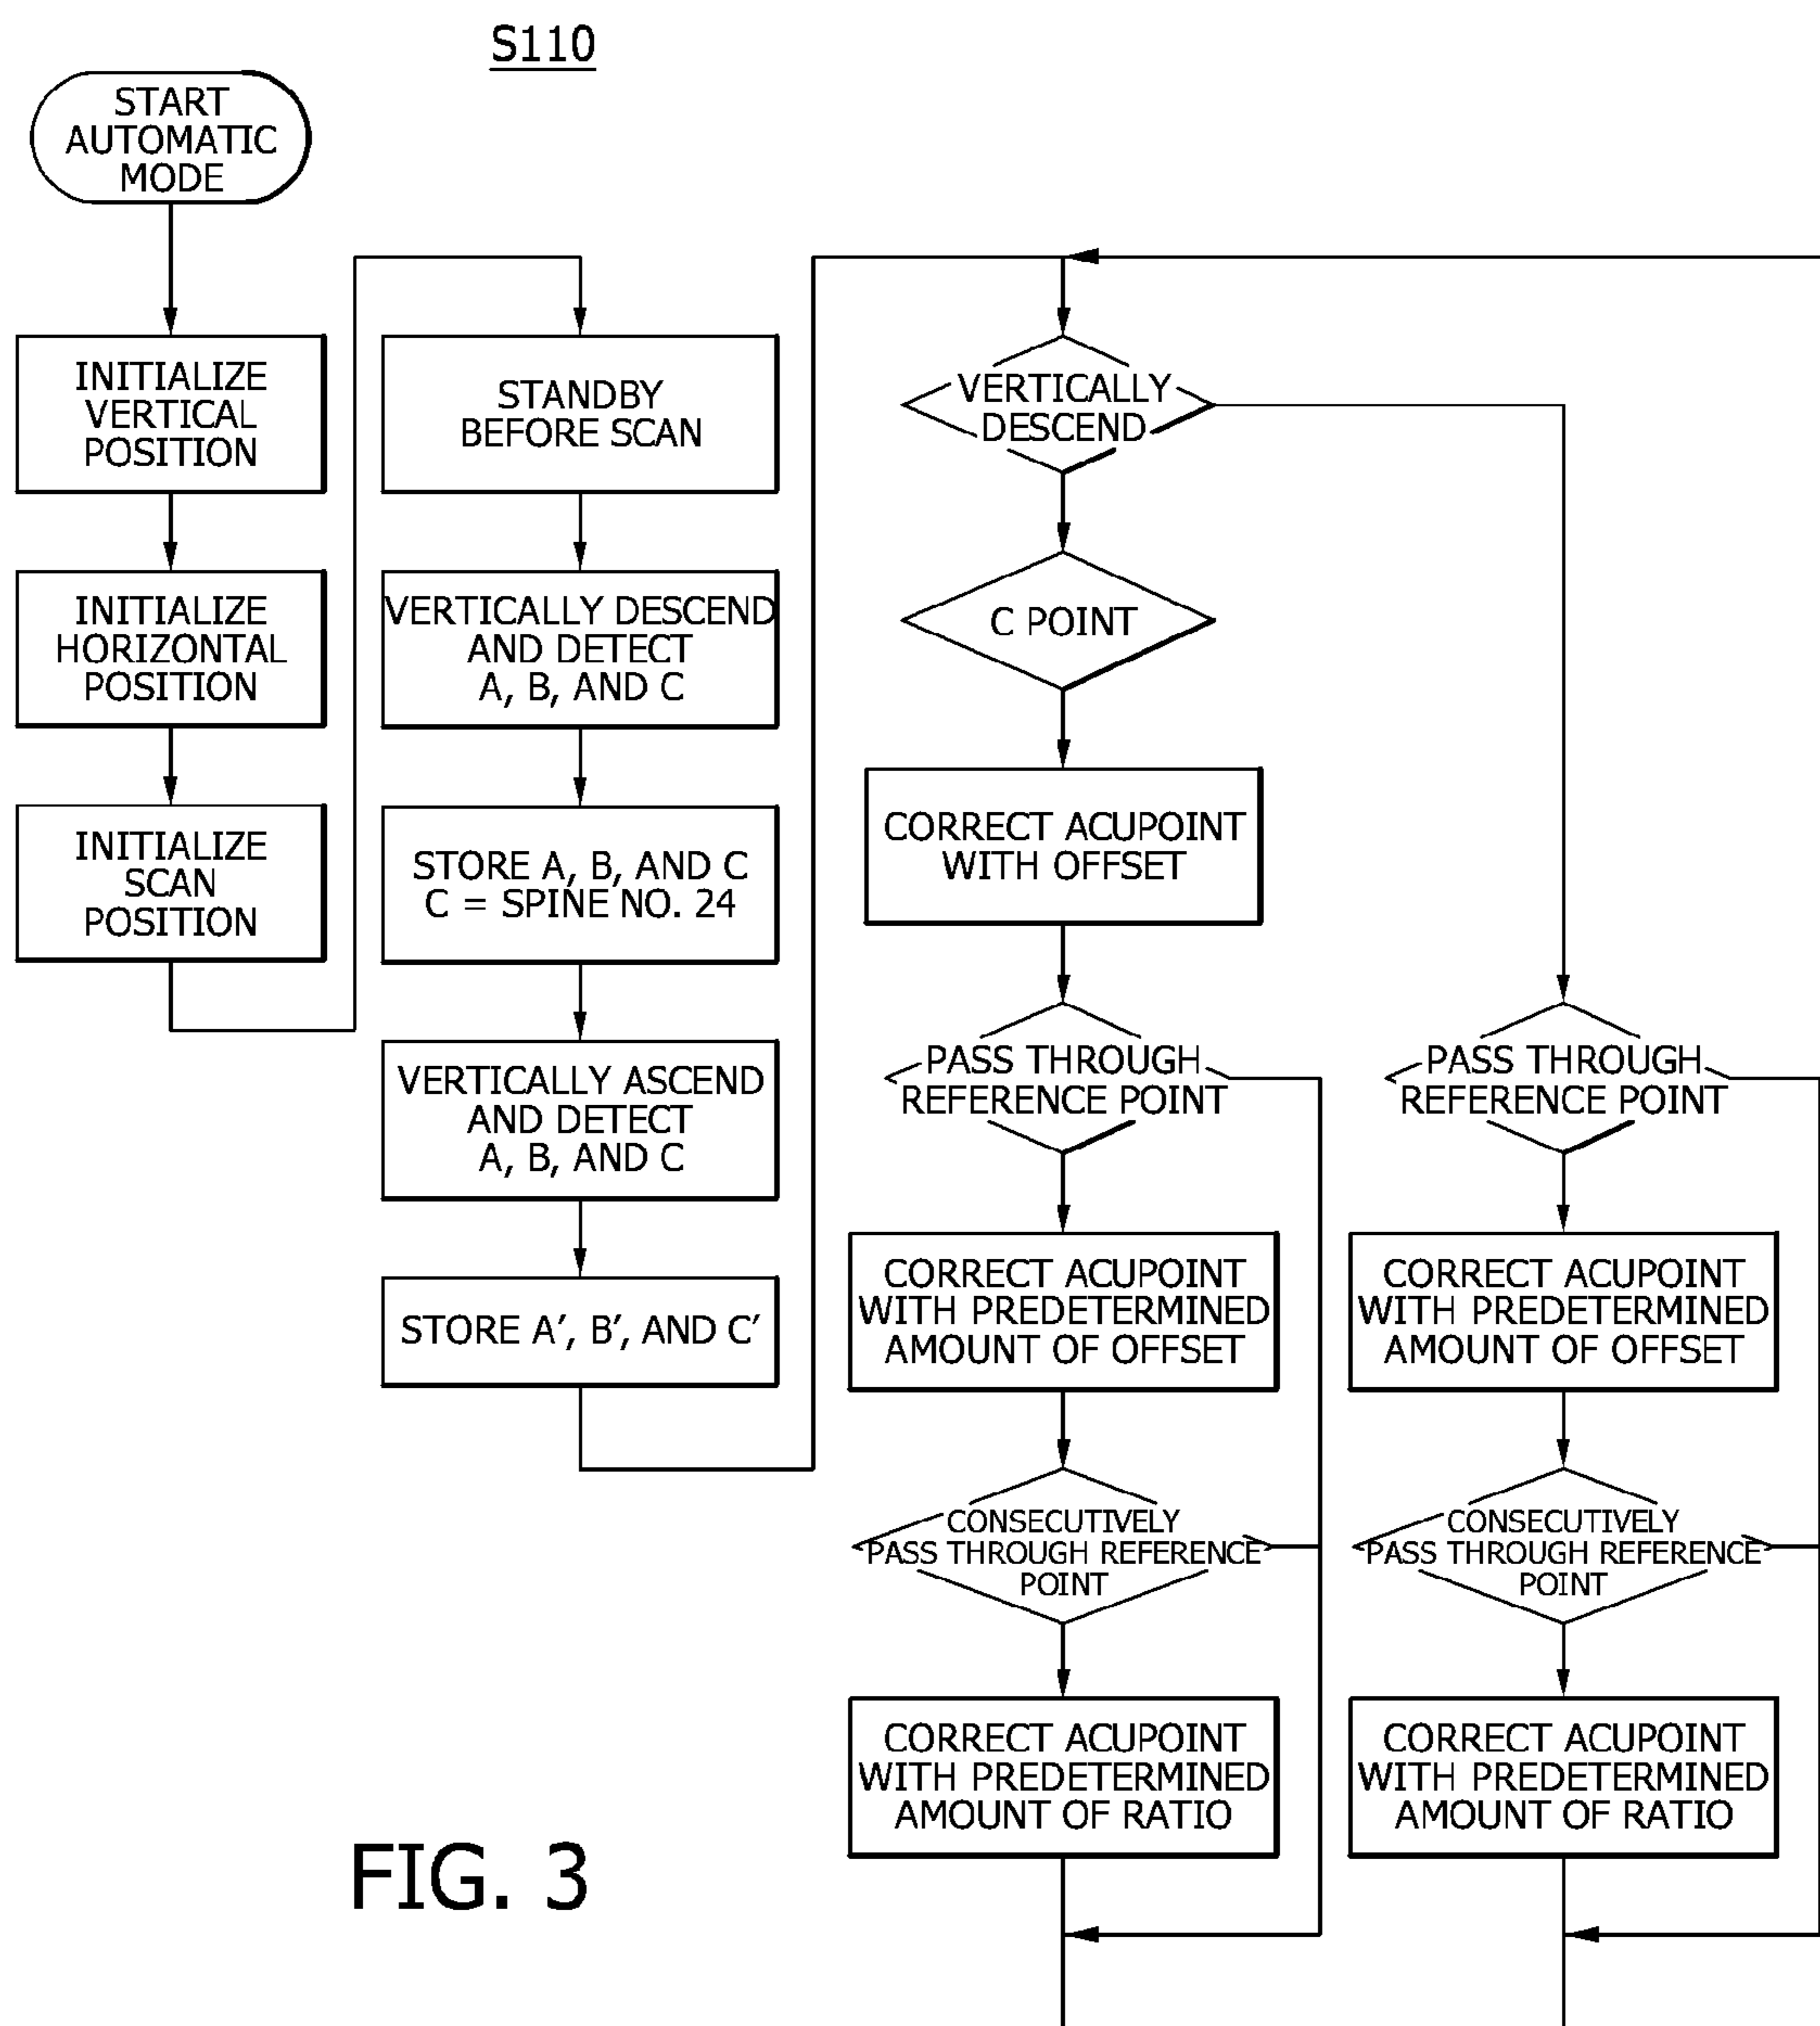 S110
START
AUTOMATIC
MODE
INITIALIZE
VERTICAL
POSITION
INITIALIZE
HORIZONTAL
POSITION
INITIALIZE
SCAN
POSITION
STANDBY
BEFORE SCAN
VERTICALLY DESCEND
AND DETECT
A, B, AND C
STORE A, B, AND C
C = SPINE NO. 24
VERTICALLY ASCEND
AND DETECT
A, B, AND C
STORE A′, B′, AND C′
VERTICALLY
DESCEND
C POINT
CORRECT ACUPOINT
WITH OFFSET
PASS THROUGH
REFERENCE POINT
CORRECT ACUPOINT
WITH PREDETERMINED
AMOUNT OF OFFSET
CONSECUTIVELY
PASS THROUGH REFERENCE
POINT
CORRECT ACUPOINT
WITH PREDETERMINED
AMOUNT OF RATIO
PASS THROUGH
REFERENCE POINT
CORRECT ACUPOINT
WITH PREDETERMINED
AMOUNT OF OFFSET
CONSECUTIVELY
PASS THROUGH REFERENCE
POINT
CORRECT ACUPOINT
WITH PREDETERMINED
AMOUNT OF RATIO
FIG. 3